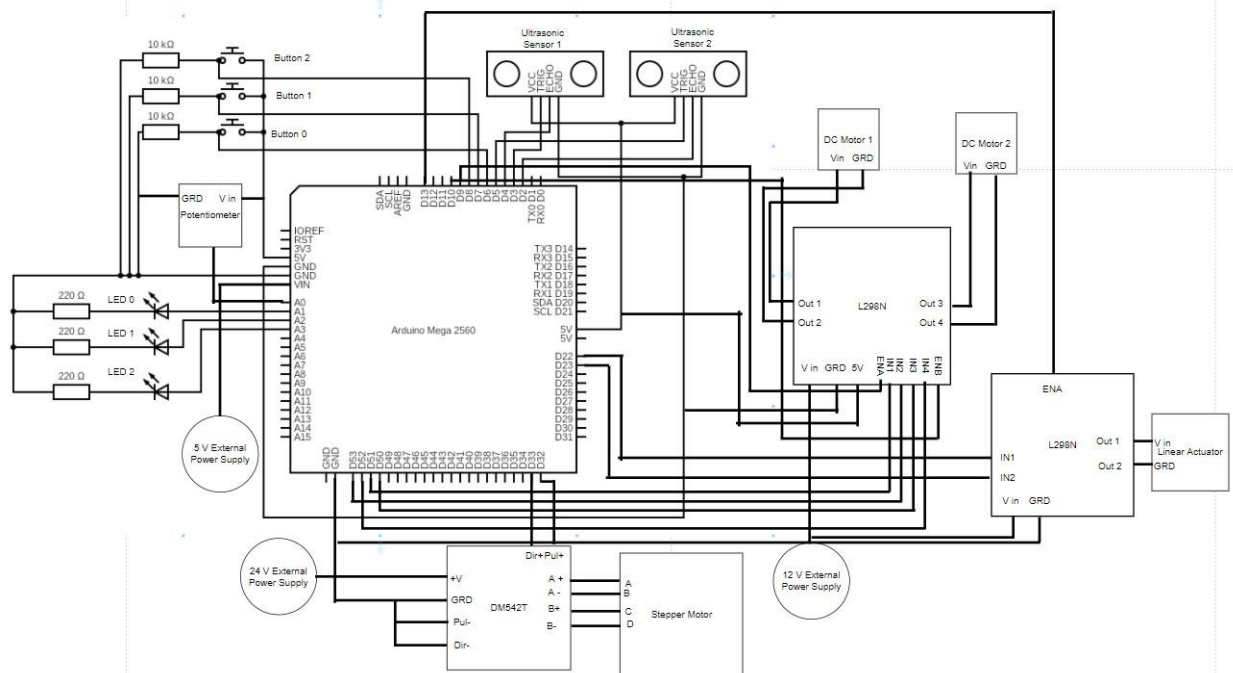 10 kΩ
Button 2
10 kΩ
Button 1
10 kΩ
Button 0
Ultrasonic
Sensor 1
VCC
TRIG
ECHO
GND
Ultrasonic
Sensor 2
VCC
TRIG
ECHO
GND
DC Motor 1
Vin GRD
DC Motor 2
Vin GRD
GRD V in
Potentiometer
SDA
SCL
AREF
GND
D13
D12
D11
D10
D9
D8
D7
D6
D5
D4
D3
D2
TX0 D1
RX0 D0
IOREF
RST
3V3
5V
GND
GND
VIN
A0
A1
A2
A3
A4
A5
A6
A7
A8
A9
A10
A11
A12
A13
A14
A15
Arduino Mega 2560
TX3 D14
RX3 D15
TX2 D16
RX2 D17
TX1 D18
RX1 D19
SDA D20
SCL D21
5V
5V
D22
D23
D24
D25
D26
D27
D28
D29
D30
D31
GND
GND
D53
D52
D51
D50
D49
D48
D47
D46
D45
D44
D43
D42
D41
D40
D39
D38
D37
D36
D35
D34
D33
D32
220 Ω
LED 0
220 Ω
LED 1
220 Ω
LED 2
5 V External
Power Supply
Out 1
Out 2
L298N
Out 3
Out 4
V in GRD 5V
ENA
IN1
IN2
IN3
IN4
ENB
ENA
L298N
Out 1
Out 2
IN1
IN2
V in GRD
V in
Linear Actuator
GRD
24 V External
Power Supply
Dir+Pul+
+V
GRD
Pul-
Dir-
DM542T
A +
A -
B+
B-
A
B
C
D
Stepper Motor
12 V External
Power Supply